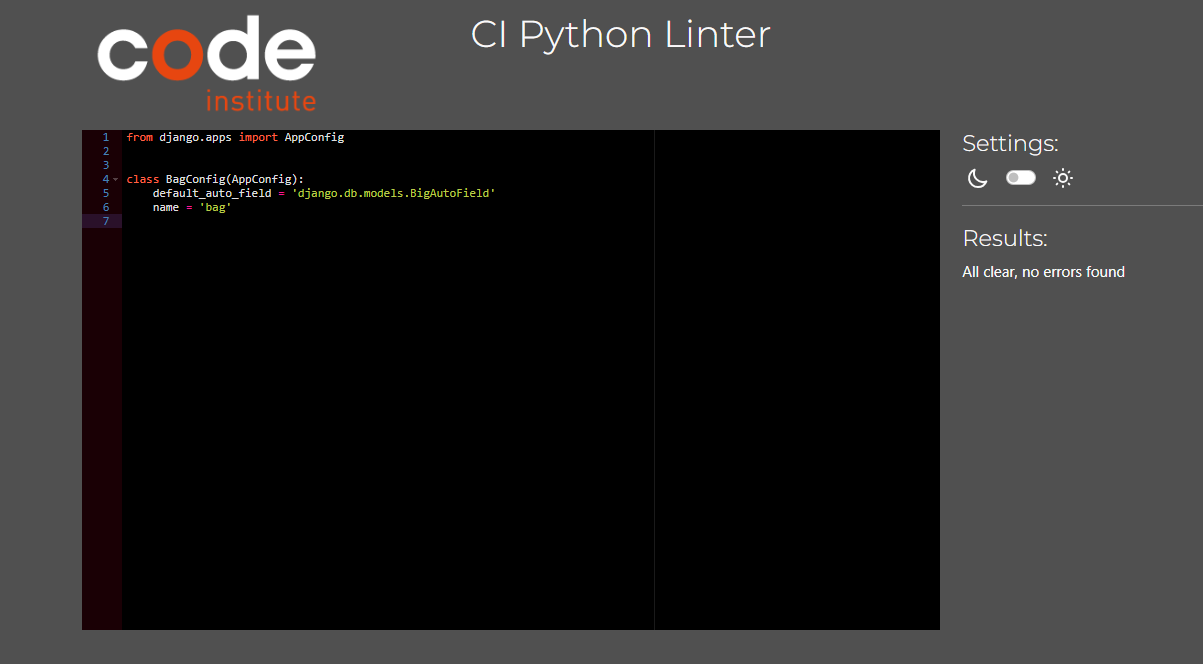 code
institute
CI Python Linter
1 from django.apps import AppConfig
2
3
4 class BagConfig(AppConfig):
5     default_auto_field = 'django.db.models.BigAutoField'
6     name = 'bag'
7
Settings:
Results:
All clear, no errors found